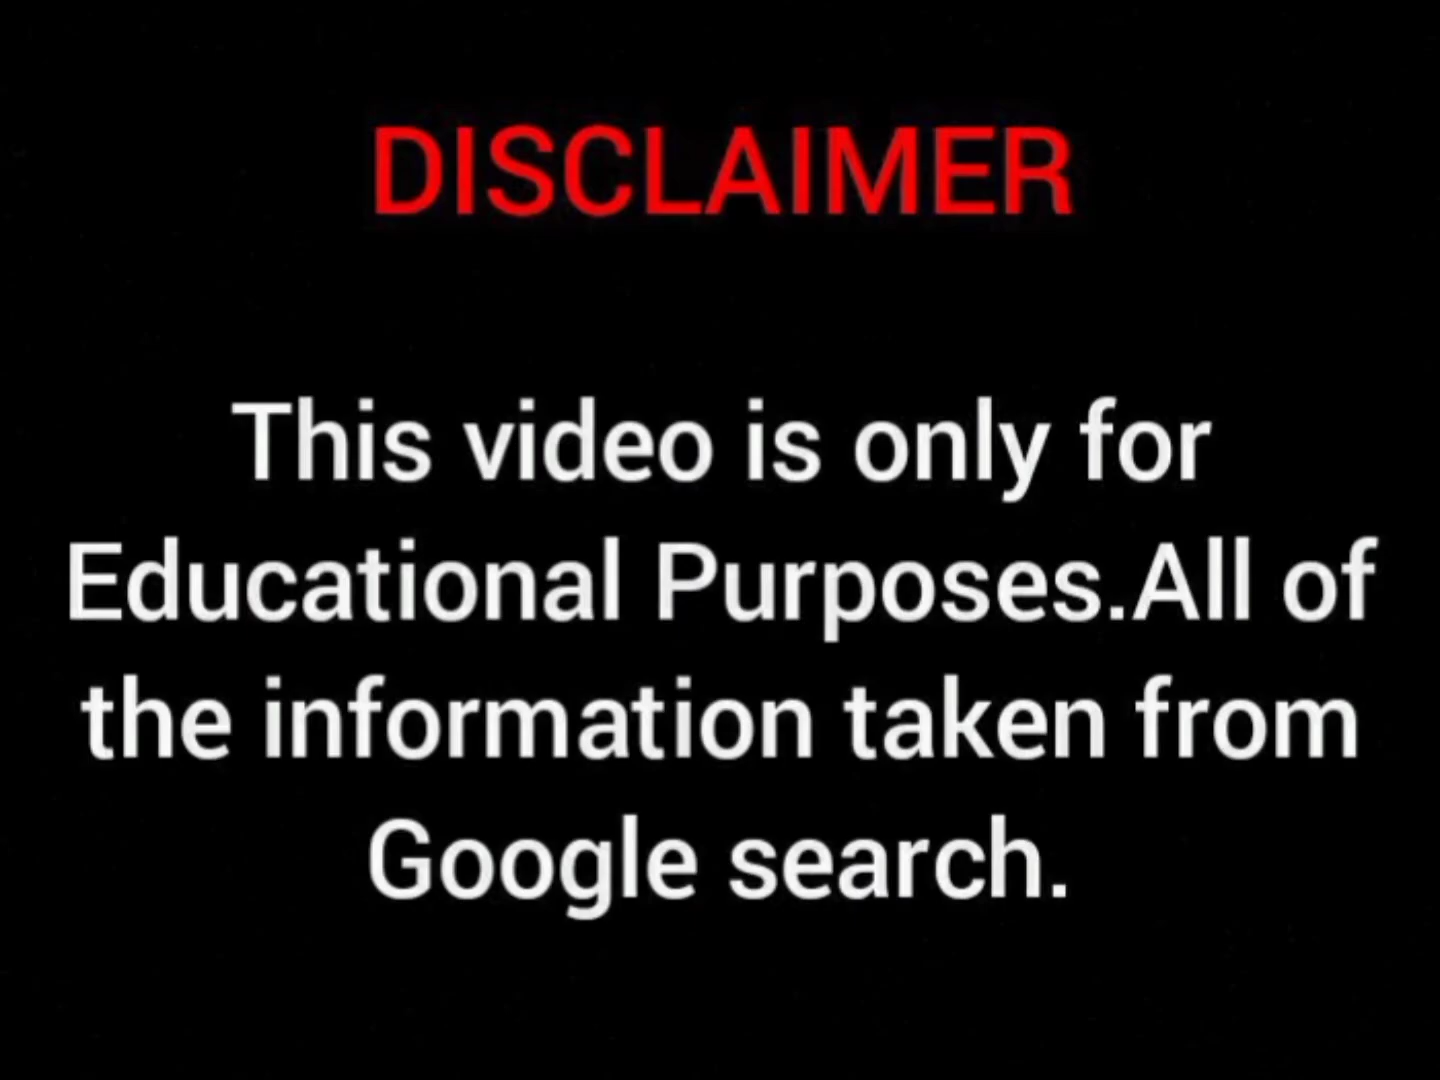 DISCLAIMER
This video is only for
Educational Purposes.All of
the information taken from
Google search.